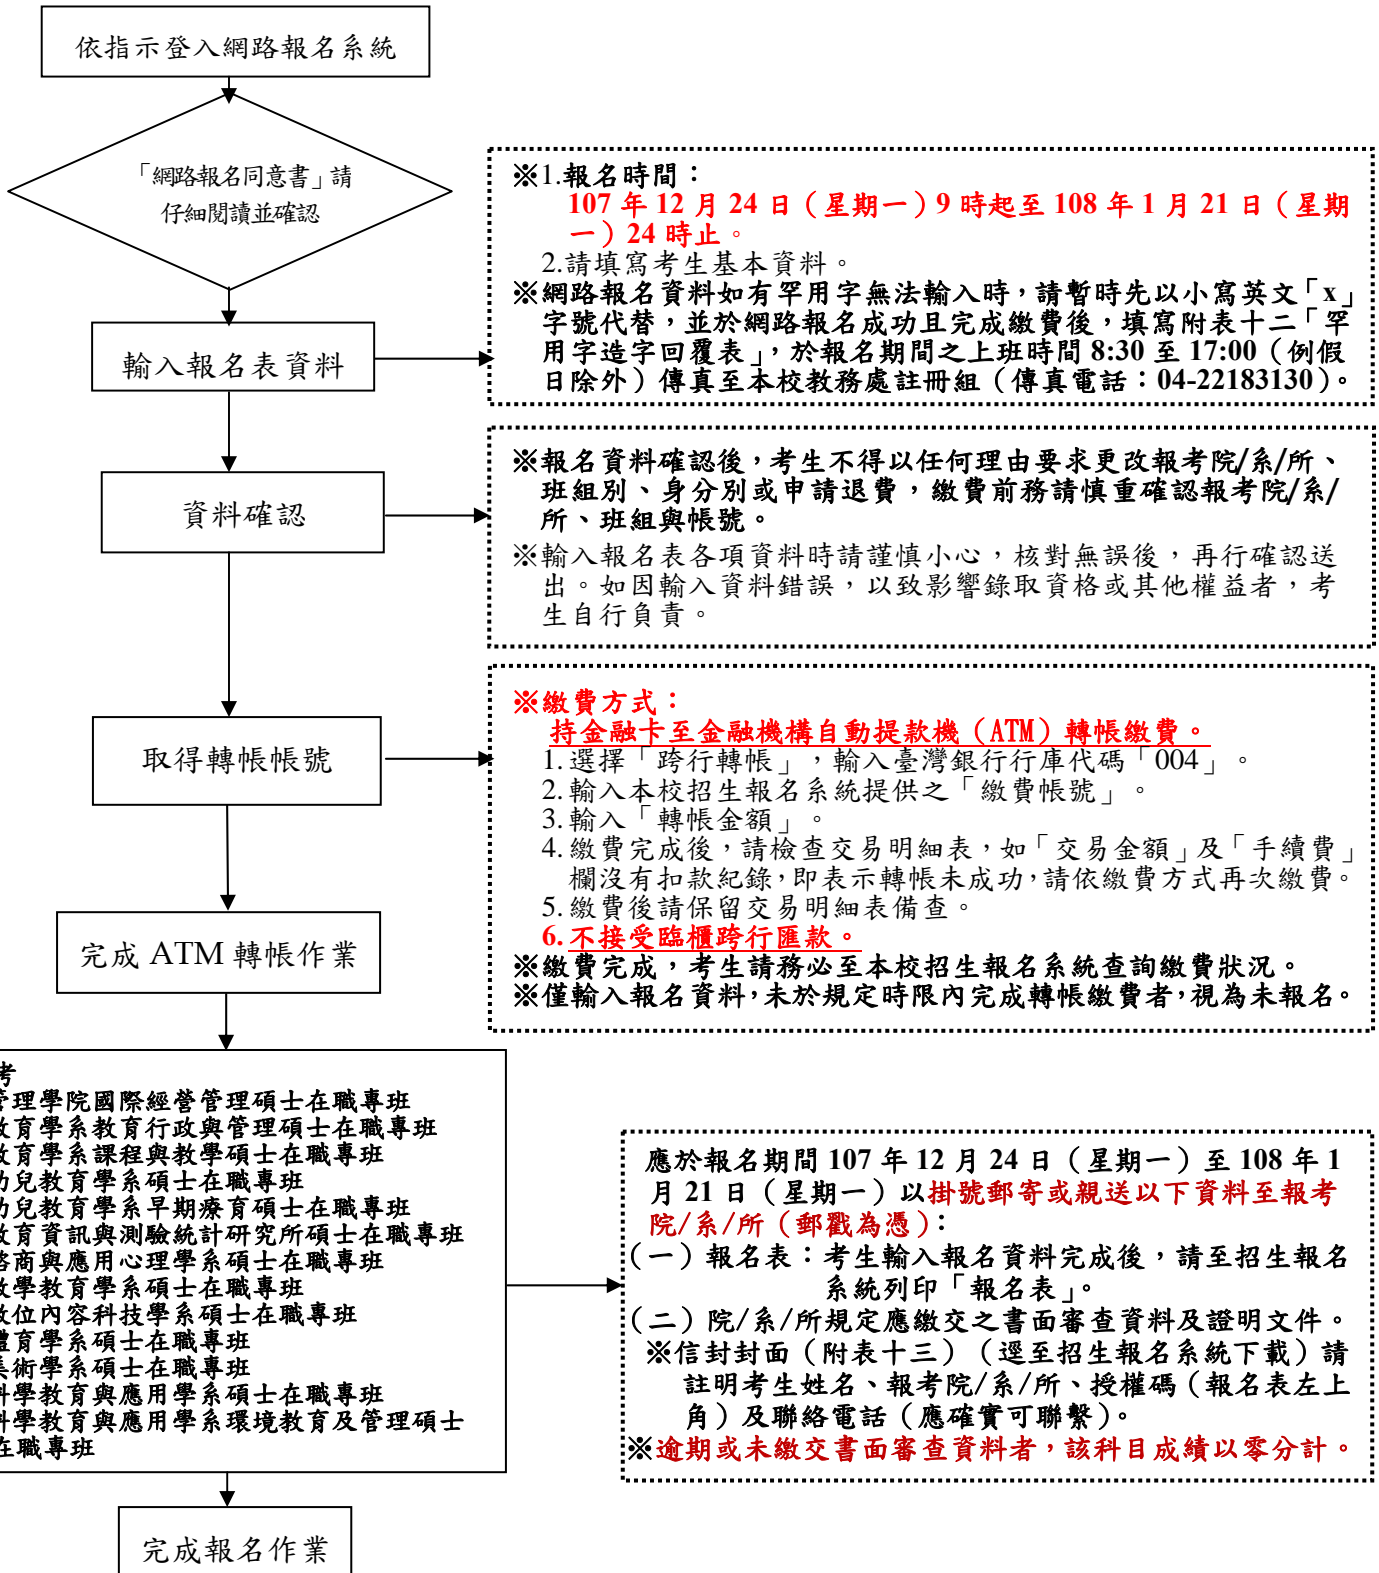 依指示登入網路報名系統
「網路報名同意書」請
仔細閱讀並確認
※1.報名時間：
107 年 12 月 24 日（星期一）9 時起至 108 年 1 月 21 日（星期
一）24 時止。
2.請填寫考生基本資料。
※網路報名資料如有罕用字無法輸入時，請暫時先以小寫英文「x」
字號代替，並於網路報名成功且完成繳費後，填寫附表十二「罕
用字造字回覆表」，於報名期間之上班時間 8:30 至 17:00（例假
日除外）傳真至本校教務處註冊組（傳真電話：04-22183130）。
輸入報名表資料
※報名資料確認後，考生不得以任何理由要求更改報考院/系/所、
班組別、身分別或申請退費，繳費前務請慎重確認報考院/系/
所、班組與帳號。
※輸入報名表各項資料時請謹慎小心，核對無誤後，再行確認送
出。如因輸入資料錯誤，以致影響錄取資格或其他權益者，考
生自行負責。
資料確認
※繳費方式：
持金融卡至金融機構自動提款機（ATM）轉帳繳費。
1.選擇「跨行轉帳」，輸入臺灣銀行行庫代碼「004」。
2.輸入本校招生報名系統提供之「繳費帳號」。
3.輸入「轉帳金額」。
4.繳費完成後，請檢查交易明細表，如「交易金額」及「手續費」
欄沒有扣款紀錄，即表示轉帳未成功，請依繳費方式再次繳費。
5.繳費後請保留交易明細表備查。
6.不接受臨櫃跨行匯款。
※繳費完成，考生請務必至本校招生報名系統查詢繳費狀況。
※僅輸入報名資料，未於規定時限內完成轉帳繳費者，視為未報名。
取得轉帳帳號
完成 ATM 轉帳作業
考
管理學院國際經營管理碩士在職專班
教育學系教育行政與管理碩士在職專班
教育學系課程與教學碩士在職專班
幼兒教育學系碩士在職專班
幼兒教育學系早期療育碩士在職專班
教育資訊與測驗統計研究所碩士在職專班
諮商與應用心理學系碩士在職專班
數學教育學系碩士在職專班
數位內容科技學系碩士在職專班
體育學系碩士在職專班
美術學系碩士在職專班
科學教育與應用學系碩士在職專班
科學教育與應用學系環境教育及管理碩士
在職專班
應於報名期間 107 年 12 月 24 日（星期一）至 108 年 1
月 21 日（星期一）以掛號郵寄或親送以下資料至報考
院/系/所（郵戳為憑）：
（一）報名表：考生輸入報名資料完成後，請至招生報名
系統列印「報名表」。
（二）院/系/所規定應繳交之書面審查資料及證明文件。
※信封封面（附表十三）（逕至招生報名系統下載）請
註明考生姓名、報考院/系/所、授權碼（報名表左上
角）及聯絡電話（應確實可聯繫）。
※逾期或未繳交書面審查資料者，該科目成績以零分計。
完成報名作業